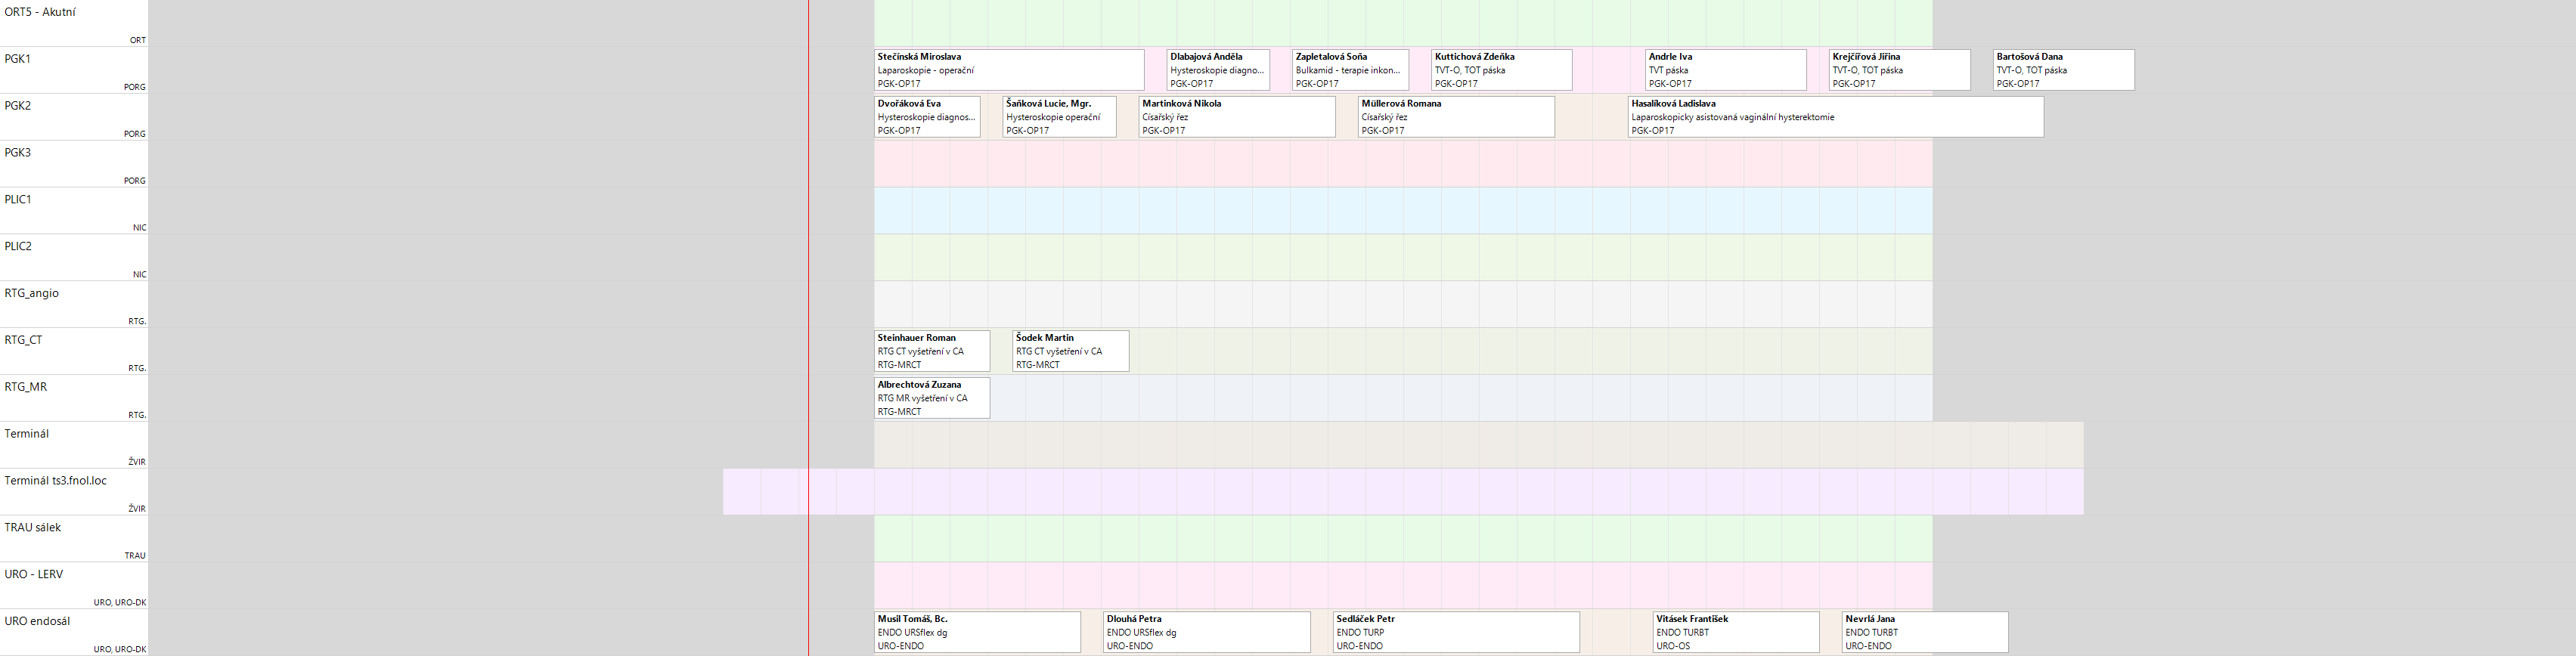 ORT5 - Akutní
ORT
PGK1
PORG
Stečínská Miroslava
Laparoskopie - operační
PGK-OP17
Dlabajová Anděla
Hysteroskopie diagno...
PGK-OP17
Zapletalová Soňa
Bulkamid - terapie inkon...
PGK-OP17
Kuttichová Zdeňka
TVT-O, TOT páska
PGK-OP17
Andrle Iva
TVT páska
PGK-OP17
Krejčířová Jiřina
TVT-O, TOT páska
PGK-OP17
Bartošová Dana
TVT-O, TOT páska
PGK-OP17
PGK2
PORG
Dvořáková Eva
Hysteroskopie diagnos...
PGK-OP17
Šaňková Lucie, Mgr.
Hysteroskopie operační
PGK-OP17
Martinková Nikola
Císařský řez
PGK-OP17
Müllerová Romana
Císařský řez
PGK-OP17
Hasalíková Ladislava
Laparoskopicky asistovaná vaginální hysterektomie
PGK-OP17
PGK3
PORG
PLIC1
NIC
PLIC2
NIC
RTG_angio
RTG.
RTG_CT
RTG.
Steinhauer Roman
RTG CT vyšetření v CA
RTG-MRCT
Šodek Martin
RTG CT vyšetření v CA
RTG-MRCT
RTG_MR
RTG.
Albrechtová Zuzana
RTG MR vyšetření v CA
RTG-MRCT
Terminál
ŽVIR
Terminál ts3.fnol.loc
ŽVIR
TRAU sálek
TRAU
URO - LERV
URO, URO-DK
URO endosál
URO, URO-DK
Musil Tomáš, Bc.
ENDO URSflex dg
URO-ENDO
Dlouhá Petra
ENDO URSflex dg
URO-ENDO
Sedláček Petr
ENDO TURP
URO-ENDO
Vitásek František
ENDO TURBT
URO-OS
Nevrlá Jana
ENDO TURBT
URO-ENDO